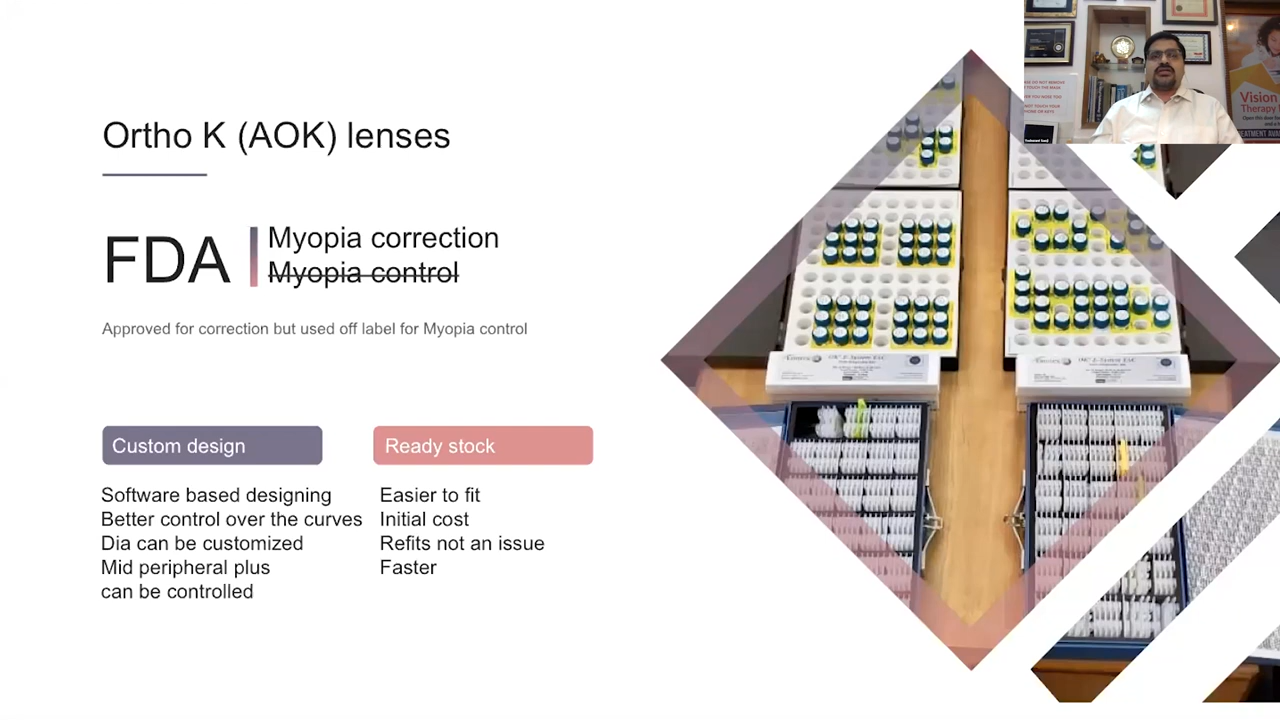 Ortho K (AOK) lenses
FDA
Myopia correction
Myopia control
Approved for correction but used off label for Myopia control
Custom design
Software based designing
Better control over the curves
Dia can be customized
Mid peripheral plus
can be controlled
Ready stock
Easier to fit
Initial cost
Refits not an issue
Faster
Vision
Therapy